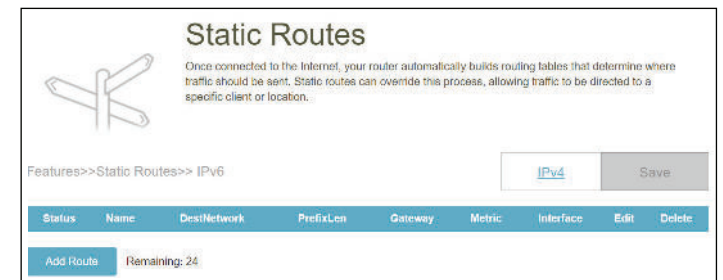 Static Routes
Once connected to the Internet, your router automatically builds routing tables that determine where
traffic should be sent. Static routes can override this process, allowing traffic to be directed to a
specific client or location.
Features>>Static Routes>> IPv6
IPv4
Save
Status Name DestNetwork PrefixLen Gateway Metric Interface Edit Delete
Add Route Remaining: 24